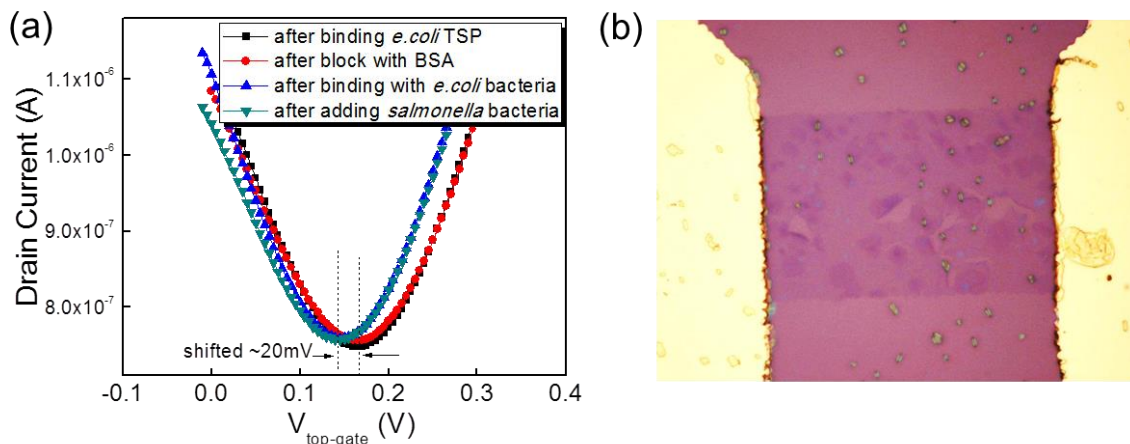 (a)
after binding e.coli TSP
after block with BSA
after binding with e.coli bacteria
after adding salmonella bacteria
1.1x10⁻⁶
1.0x10⁻⁶
9.0x10⁻⁷
8.0x10⁻⁷
Drain Current (A)
shifted ~20mV
-0.1 0.0 0.1 0.2 0.3 0.4
V top-gate (V)
(b)